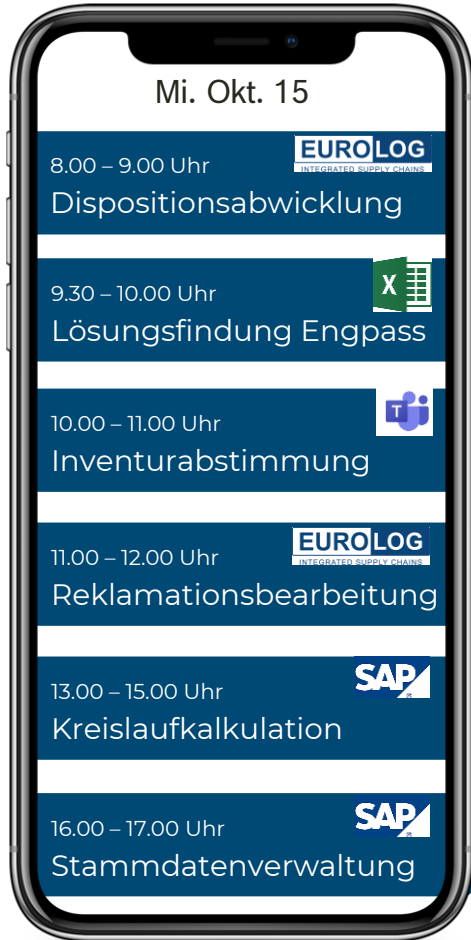 Mi. Okt. 15
EUROLOG
INTEGRATED SUPPLY CHAINS
8.00 – 9.00 Uhr
Dispositionsabwicklung
X
9.30 – 10.00 Uhr
Lösungsfindung Engpass
T
10.00 – 11.00 Uhr
Inventurabstimmung
EUROLOG
INTEGRATED SUPPLY CHAINS
11.00 – 12.00 Uhr
Reklamationsbearbeitung
SAP
13.00 – 15.00 Uhr
Kreislaufkalkulation
SAP
16.00 – 17.00 Uhr
Stammdatenverwaltung